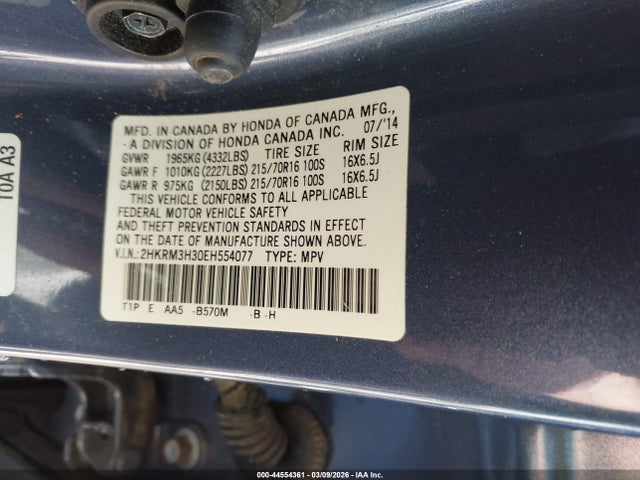 MFD. IN CANADA BY HONDA OF CANADA MFG.,
- A DIVISION OF HONDA CANADA INC. 07/'14
GVWR 1965KG (4332LBS) TIRE SIZE RIM SIZE
GAWR F 1010KG (2227LBS) 215/70R16 100S 16X6.5J
GAWR R 975KG (2150LBS) 215/70R16 100S 16X6.5J
THIS VEHICLE CONFORMS TO ALL APPLICABLE
FEDERAL MOTOR VEHICLE SAFETY
AND THEFT PREVENTION STANDARDS IN EFFECT
ON THE DATE OF MANUFACTURE SHOWN ABOVE.
V.I.N.: 2HKRM3H30EH554077 TYPE: MPV
T1P E AA5 -B570M -B -H
T0A A3
000-44554361 - 03/09/2026 - IAA Inc.